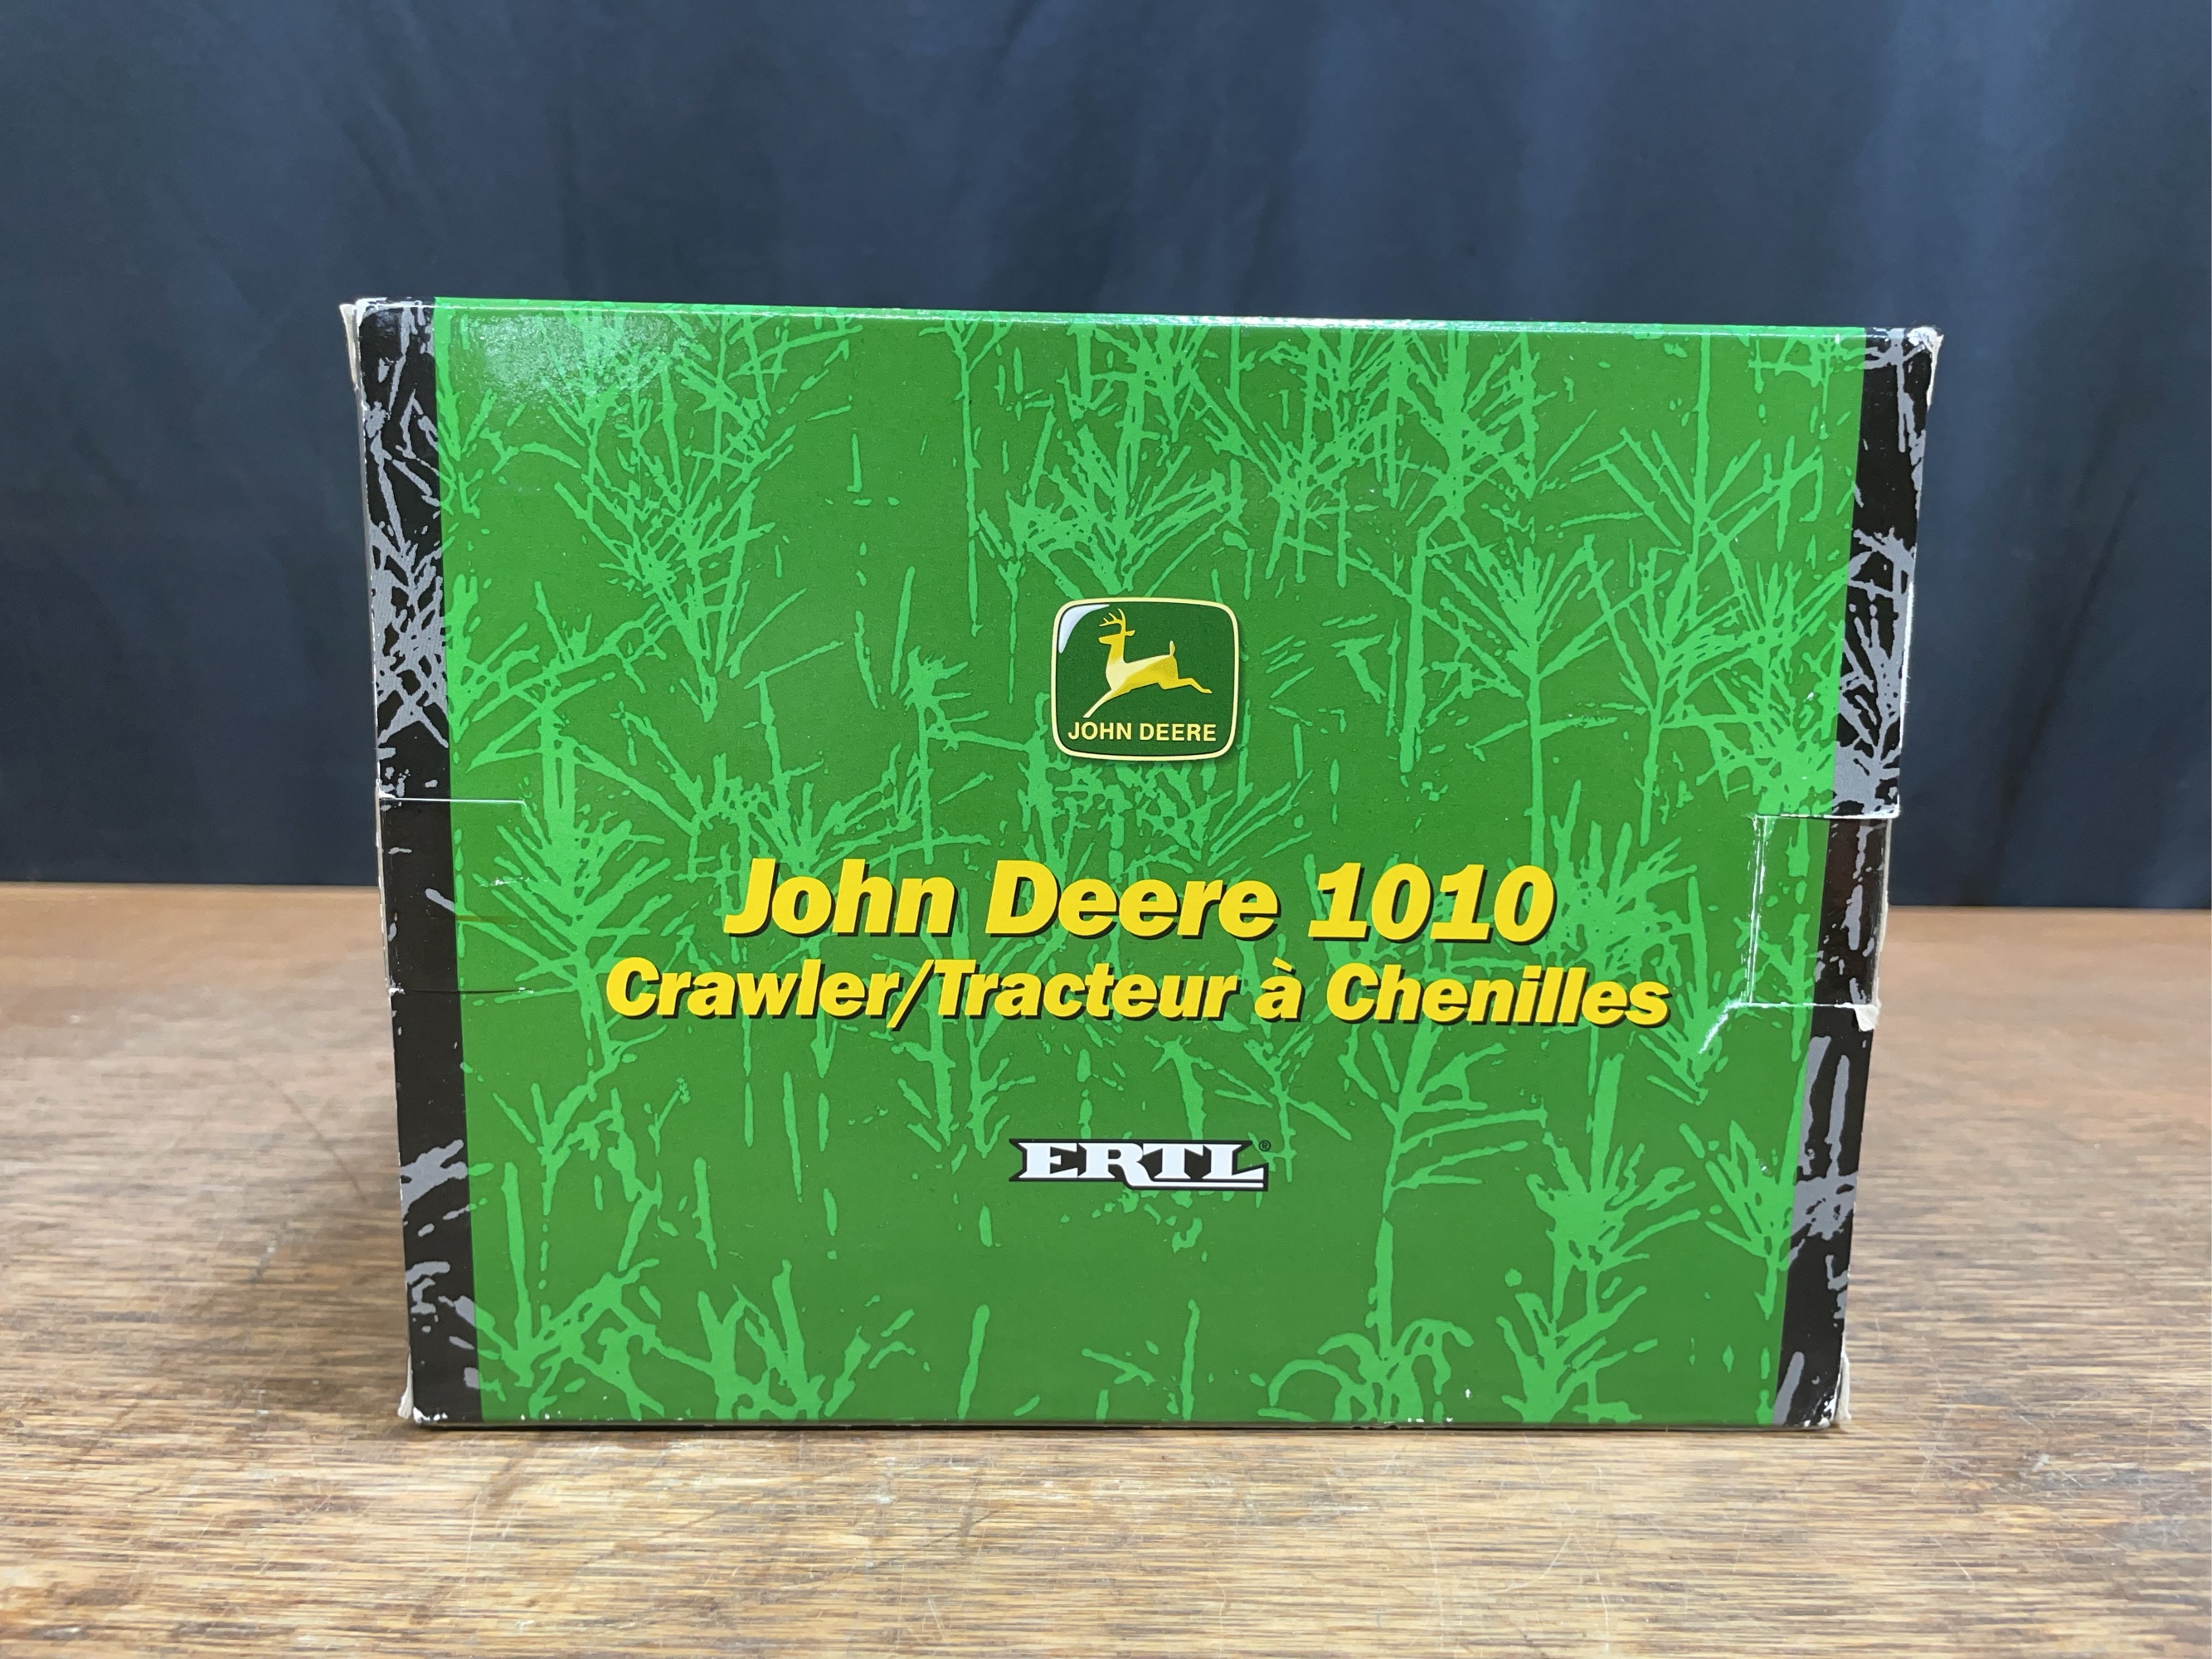 JOHN DEERE
John Deere 1010
Crawler/Tracteur à Chenilles
ERTL®